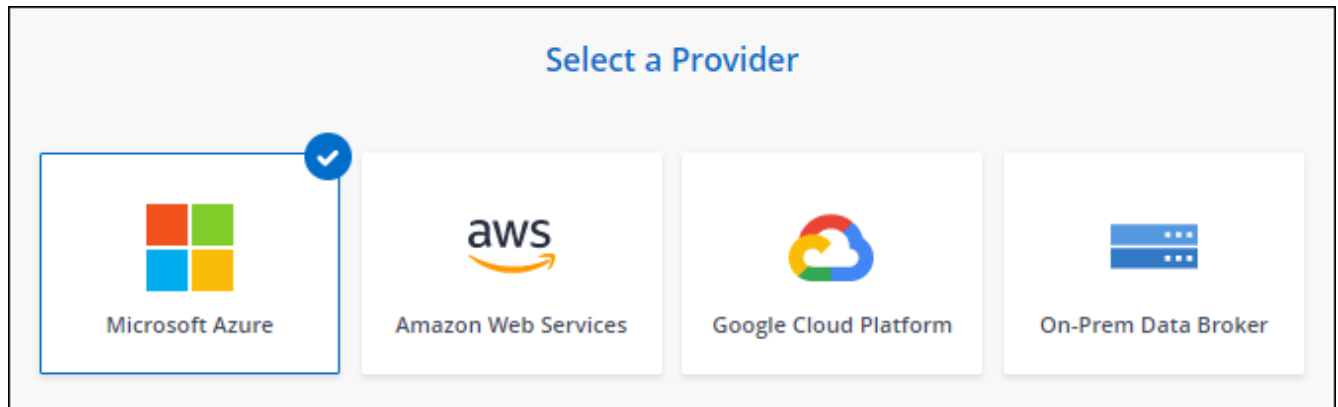 Select a Provider
aws
Microsoft Azure
Amazon Web Services
Google Cloud Platform
On-Prem Data Broker